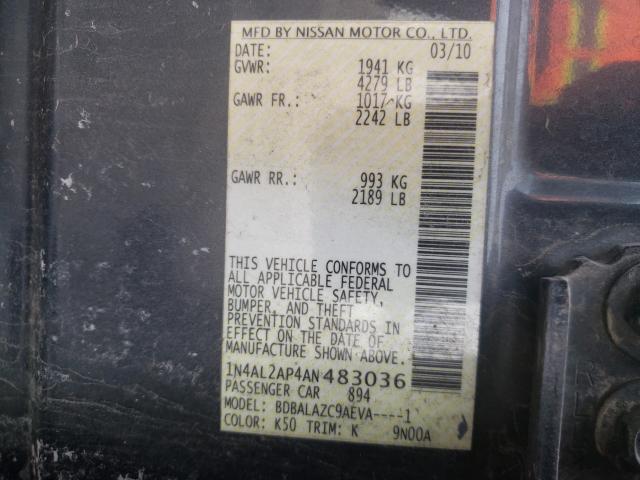 MFD BY NISSAN MOTOR CO., LTD.
DATE: 03/10
GVWR: 1941 KG
4279 LB
GAWR FR.: 1017 KG
2242 LB
GAWR RR.: 993 KG
2189 LB
THIS VEHICLE CONFORMS TO
ALL APPLICABLE FEDERAL
MOTOR VEHICLE SAFETY,
BUMPER, AND THEFT
PREVENTION STANDARDS IN
EFFECT ON THE DATE OF
MANUFACTURE SHOWN ABOVE.
1N4AL2AP4AN483036
PASSENGER CAR 894
MODEL: BDBALAZC9AEVA----1
COLOR: K50 TRIM: K 9N00A